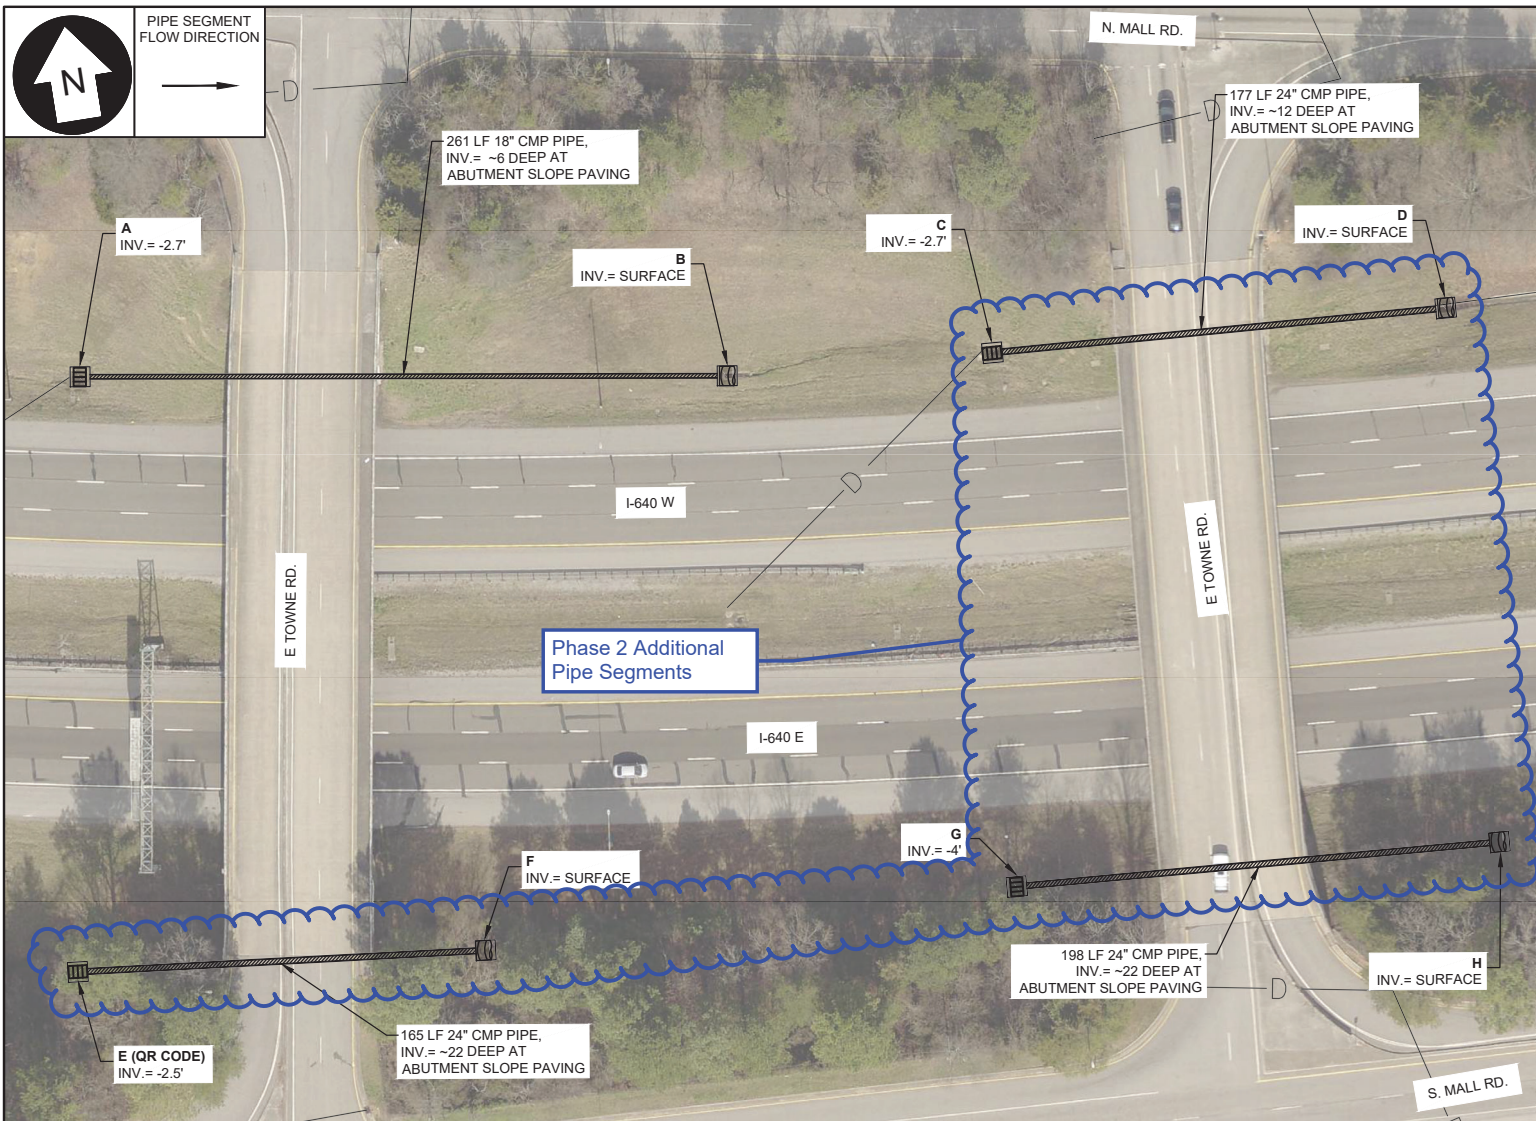 PIPE SEGMENT
FLOW DIRECTION
N
D
N. MALL RD.
261 LF 18" CMP PIPE,
INV.= ~6 DEEP AT
ABUTMENT SLOPE PAVING
D
177 LF 24" CMP PIPE,
INV.= ~12 DEEP AT
ABUTMENT SLOPE PAVING
A
INV.= -2.7'
B
INV.= SURFACE
C
INV.= -2.7'
D
INV.= SURFACE
D
I-640 W
E TOWNE RD.
E TOWNE RD.
Phase 2 Additional
Pipe Segments
I-640 E
F
INV.= SURFACE
G
INV.= -4'
198 LF 24" CMP PIPE,
INV.= ~22 DEEP AT
ABUTMENT SLOPE PAVING
D
H
INV.= SURFACE
E (QR CODE)
INV.= -2.5'
165 LF 24" CMP PIPE,
INV.= ~22 DEEP AT
ABUTMENT SLOPE PAVING
S. MALL RD.